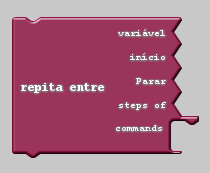 variável
início
repita entre
Parar
steps of
commands